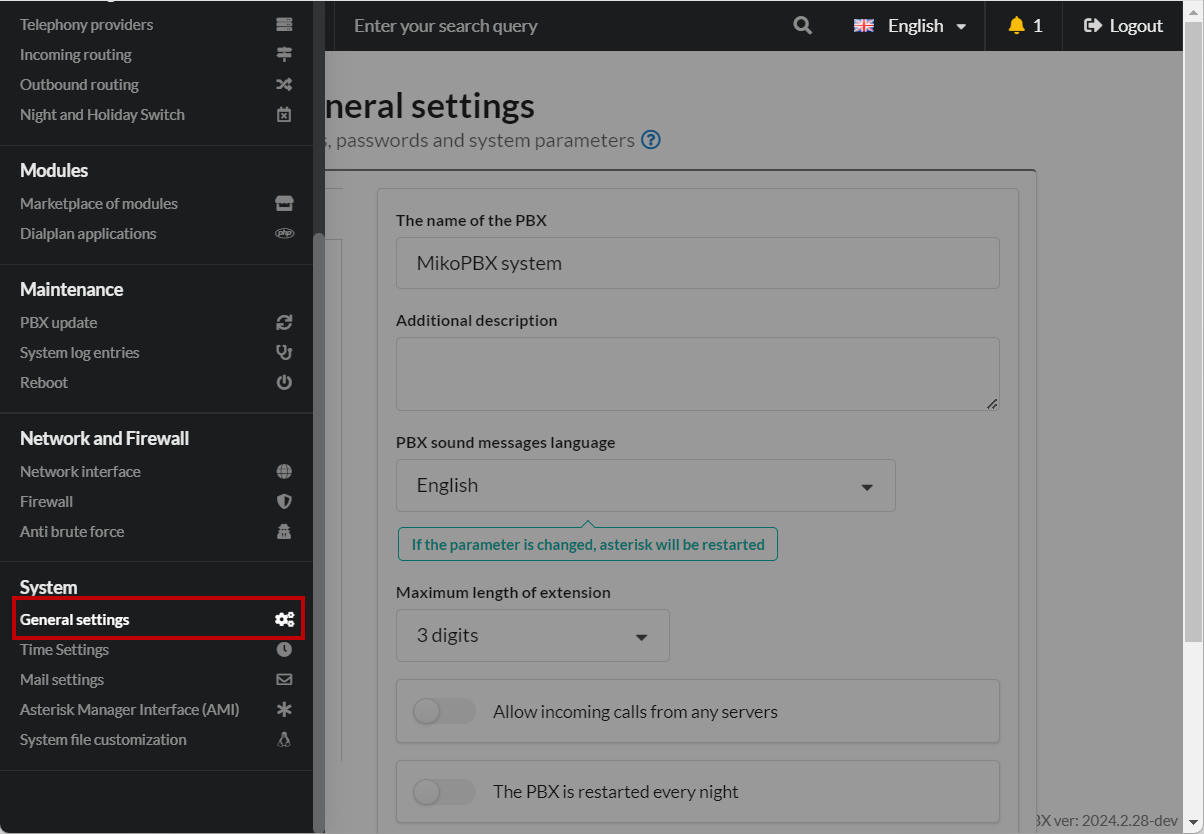 Telephony providers
Incoming routing
Outbound routing
Night and Holiday Switch
Modules
Marketplace of modules
Dialplan applications
php
Maintenance
PBX update
System log entries
Reboot
Network and Firewall
Network interface
Firewall
Anti brute force
System
General settings
Time Settings
Mail settings
Asterisk Manager Interface (AMI)
System file customization
Enter your search query
English
1
Logout
neral settings
, passwords and system parameters
The name of the PBX
MikoPBX system
Additional description
PBX sound messages language
English
If the parameter is changed, asterisk will be restarted
Maximum length of extension
3 digits
Allow incoming calls from any servers
The PBX is restarted every night
BX ver: 2024.2.28-dev